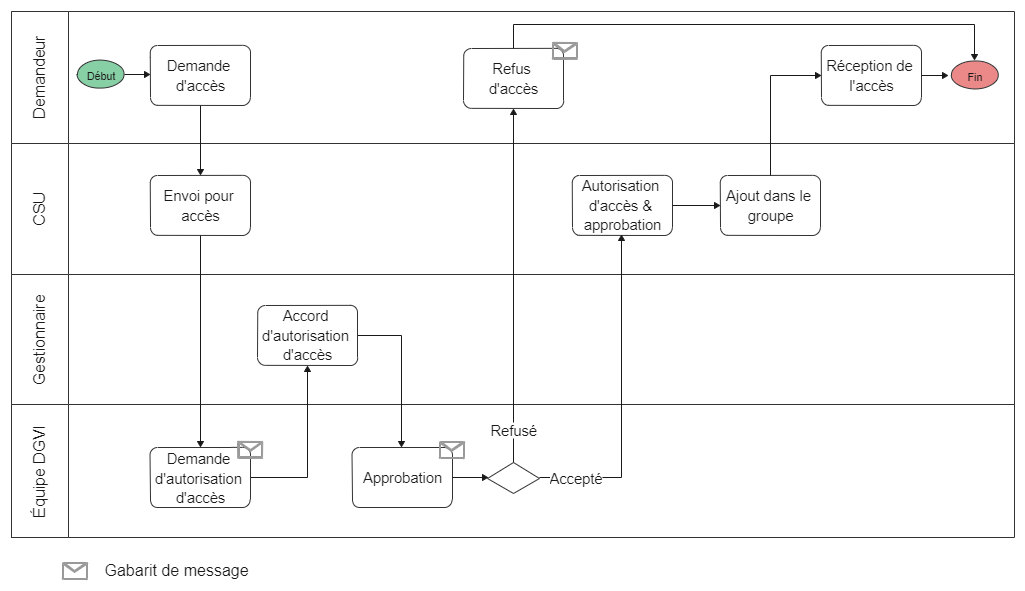 Demandeur
Début
Demande
d'accès
Refus
d'accès
Réception de
l'accès
Fin
CSU
Envoi pour
accès
Autorisation
d'accès &
approbation
Ajout dans le
groupe
Gestionnaire
Accord
d'autorisation
d'accès
Équipe DGVI
Demande
d'autorisation
d'accès
Approbation
Refusé
Accepté
Gabarit de message